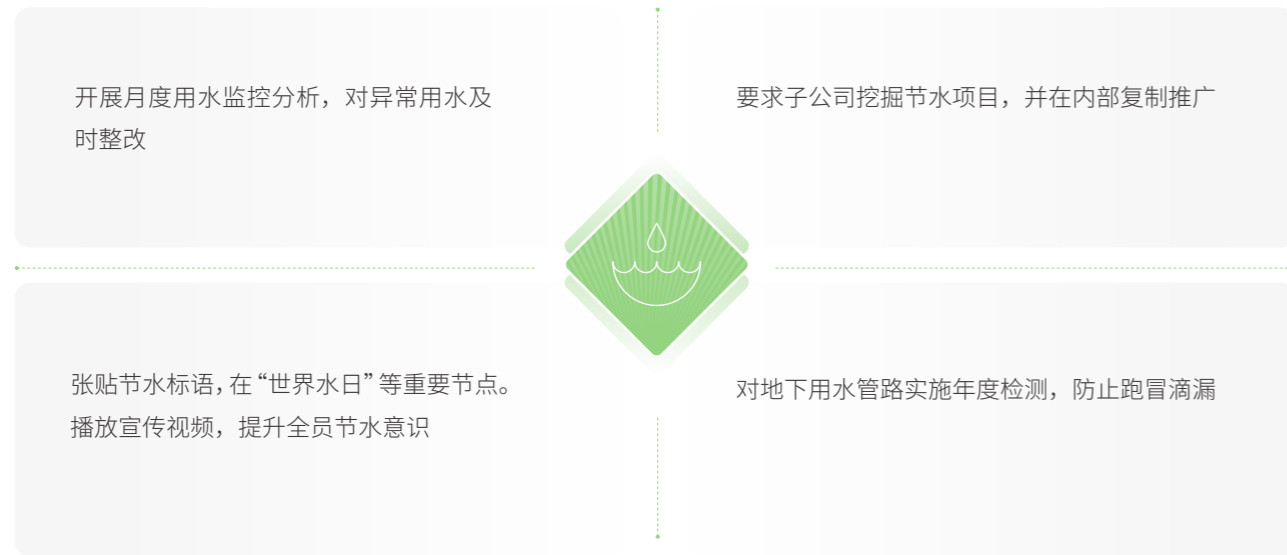 开展月度用水监控分析，对异常用水及
时整改
要求子公司挖掘节水项目，并在内部复制推广
张贴节水标语，在“世界水日”等重要节点。
播放宣传视频，提升全员节水意识
对地下用水管路实施年度检测，防止跑冒滴漏